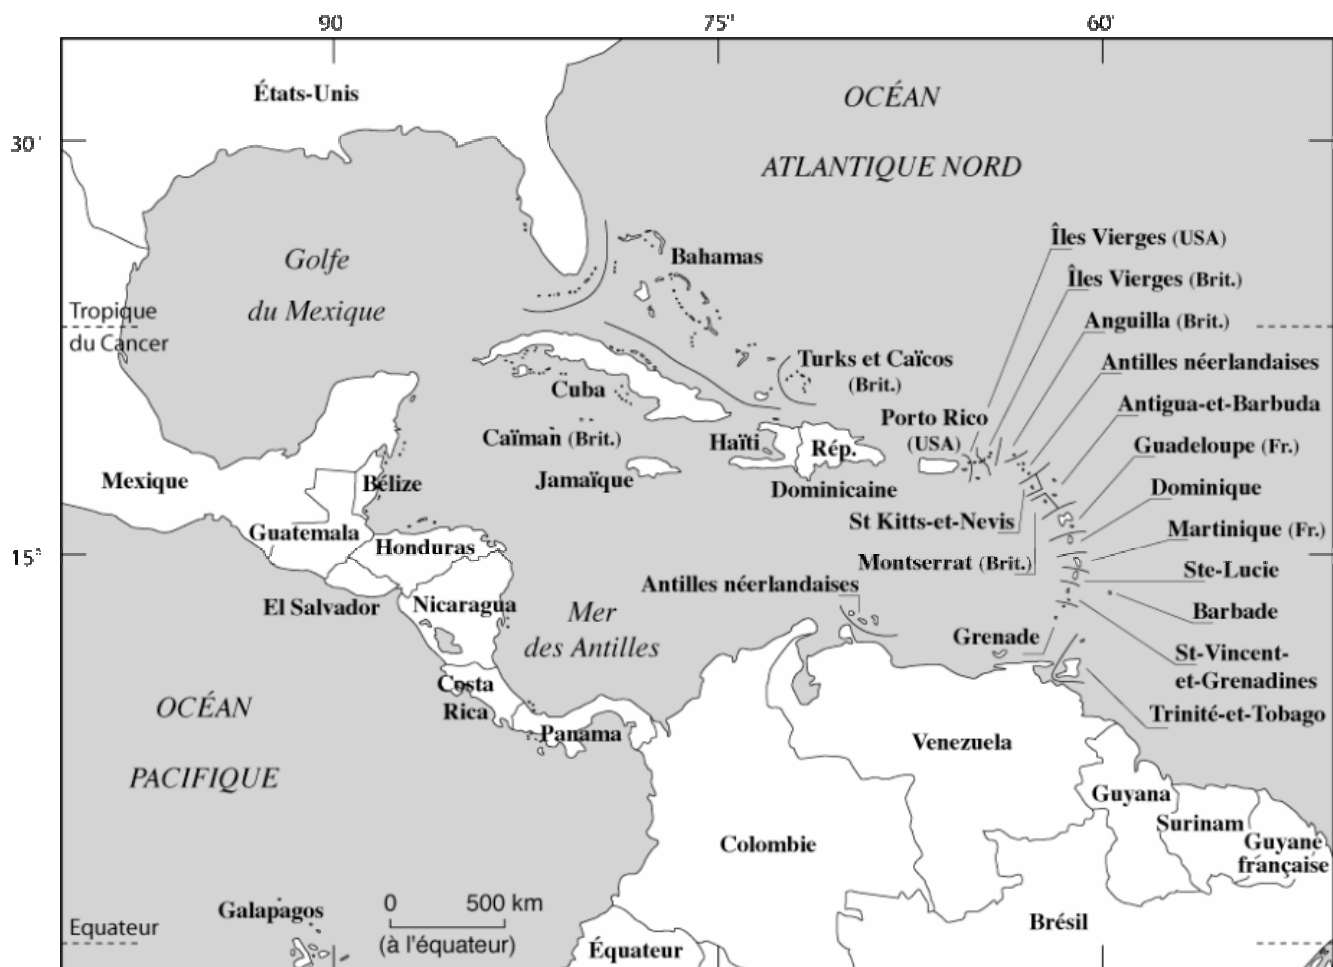 90
75"
60'
30'
États-Unis
OCÉAN
ATLANTIQUE NORD
Golfe
du Mexique
Bahamas
Îles Vierges (USA)
Îles Vierges (Brit.)
Anguilla (Brit.)
Antilles néerlandaises
Antigua-et-Barbuda
Guadeloupe (Fr.)
Dominique
Martinique (Fr.)
Ste-Lucie
Barbade
St-Vincent-
et-Grenadines
Trinité-et-Tobago
Tropique
du Cancer
Turks et Caïcos
(Brit.)
Cuba
Porto Rico
(USA)
Caïman (Brit.)
Haïti
Rép.
Dominicaine
Jamaïque
Mexique
Bélize
St Kitts-et-Nevis
Guatemala
Honduras
15"
Montserrat (Brit.)
Antilles néerlandaises
El Salvador
Nicaragua
Mer
des Antilles
Grenade
Costa
Rica
OCÉAN
PACIFIQUE
Panama
Venezuela
Guyana
Surinam
Guyane
française
Colombie
Galapagos
0 500 km
(à l'équateur)
Equateur
Équateur
Brésil